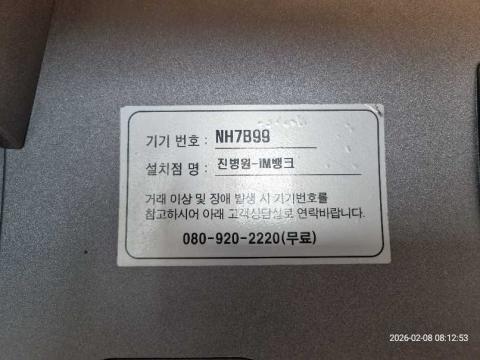 기기 번호 : NH7B99
설치점 명 : 진병원-iM뱅크
거래 이상 및 장애 발생 시 기기번호를
참고하시어 아래 고객상담실로 연락바랍니다.
080-920-2220(무료)
2026-02-08 08:12:53